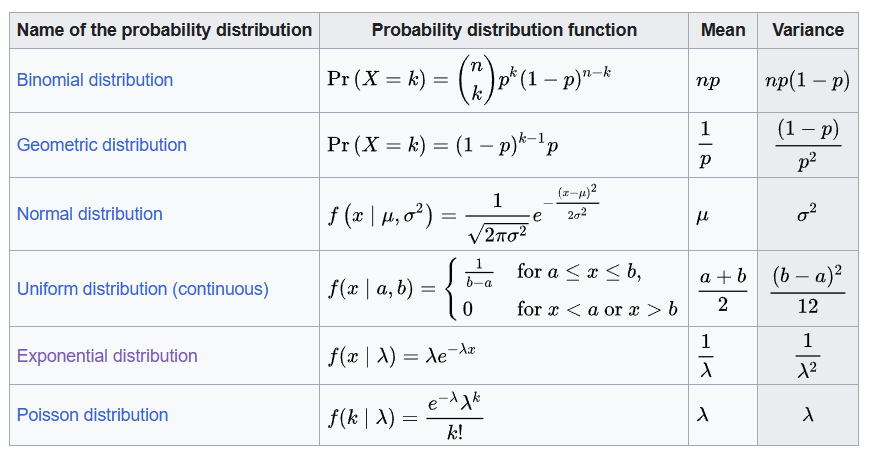 Name of the probability distribution Probability distribution function Mean Variance
Binomial distribution Pr (X = k) = (n k) p^k (1 − p)^{n−k} np np(1 − p)
Geometric distribution Pr (X = k) = (1 − p)^{k−1} p 1/p (1 − p)/p^2
Normal distribution f (x | μ, σ^2) = 1/√(2πσ^2) e^{−(x−μ)^2/(2σ^2)} μ σ^2
Uniform distribution (continuous) f(x | a, b) = { 1/(b−a) for a ≤ x ≤ b, (a + b)/2 (b − a)^2/12
0 for x < a or x > b
Exponential distribution f(x | λ) = λe^{−λx} 1/λ 1/λ^2
Poisson distribution f(k | λ) = e^{−λ}λ^k/k! λ λ